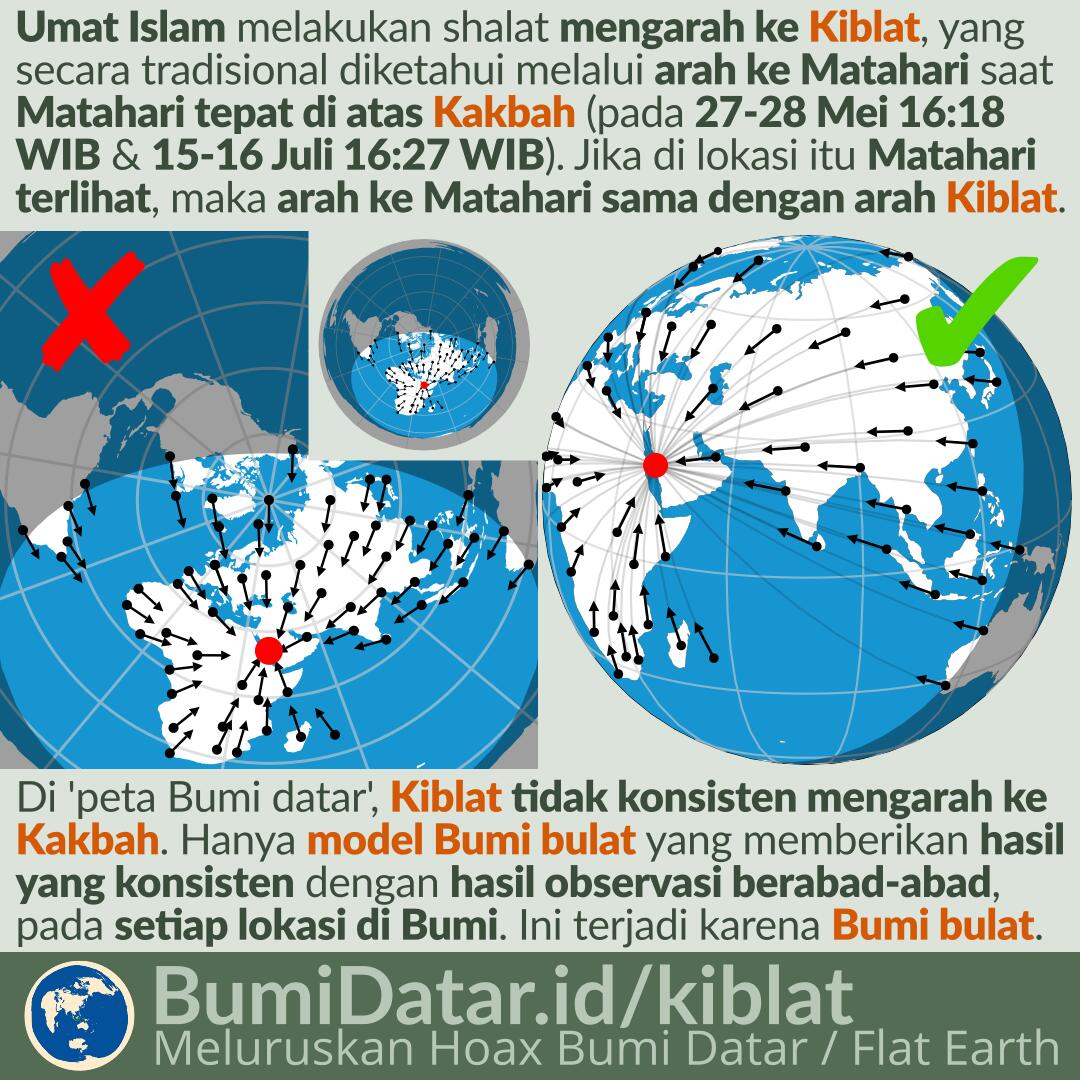 Umat Islam melakukan shalat mengarah ke Kiblat, yang
secara tradisional diketahui melalui arah ke Matahari saat
Matahari tepat di atas Kakbah (pada 27-28 Mei 16:18
WIB & 15-16 Juli 16:27 WIB). Jika di lokasi itu Matahari
terlihat, maka arah ke Matahari sama dengan arah Kiblat.
Di 'peta Bumi datar', Kiblat tidak konsisten mengarah ke
Kakbah. Hanya model Bumi bulat yang memberikan hasil
yang konsisten dengan hasil observasi berabad-abad,
pada setiap lokasi di Bumi. Ini terjadi karena Bumi bulat.
BumiDatar.id/kiblat
Meluruskan Hoax Bumi Datar / Flat Earth